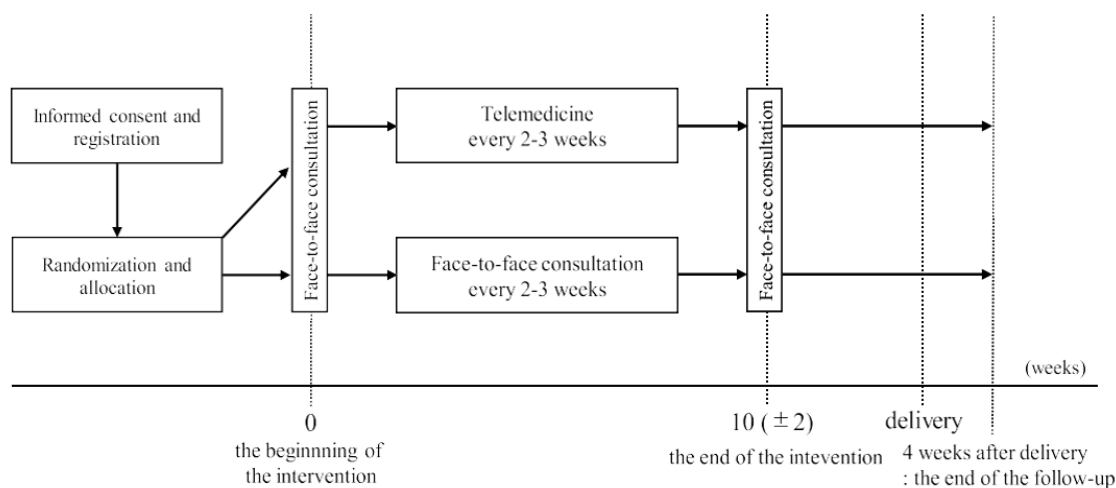 Informed consent and
registration
Randomization and
allocation
Face-to-face consultation
Telemedicine
every 2-3 weeks
Face-to-face consultation
every 2-3 weeks
Face-to-face consultation
(weeks)
0
the beginnning of
the intervention
10 ( ±2)
the end of the intevention
delivery
4 weeks after delivery
: the end of the follow-up